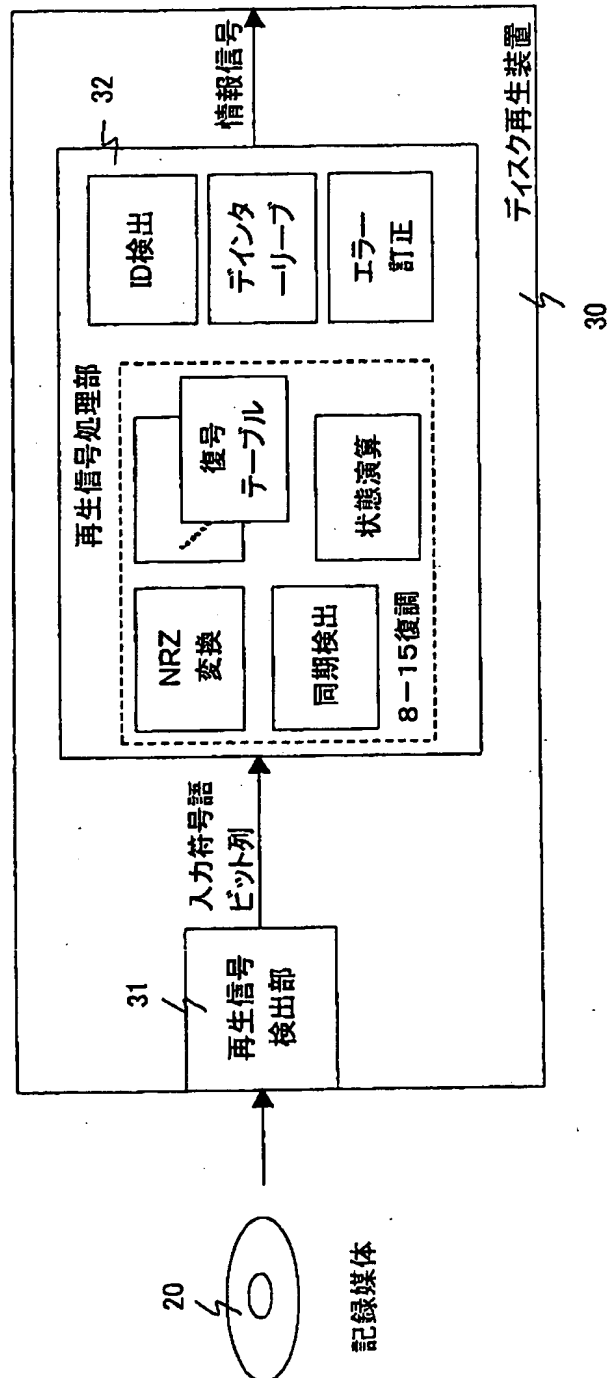 20
記録媒体
31
再生信号
検出部
入力符号語
ビット列
再生信号処理部
32
NRZ
変換
復号
テーブル
同期検出
状態演算
8-15復調
ID検出
ディンタ
ーリーブ
エラー
訂正
情報信号
ディスク再生装置
30